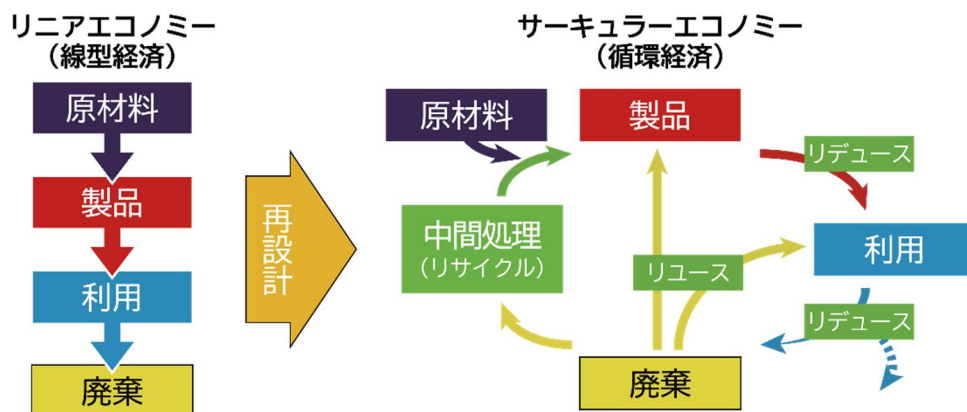 リニアエコノミー
（線型経済）
原材料
製品
利用
廃棄
再設計
サーキュラーエコノミー
（循環経済）
原材料
製品
リデュース
中間処理
（リサイクル）
リユース
利用
リデュース
廃棄